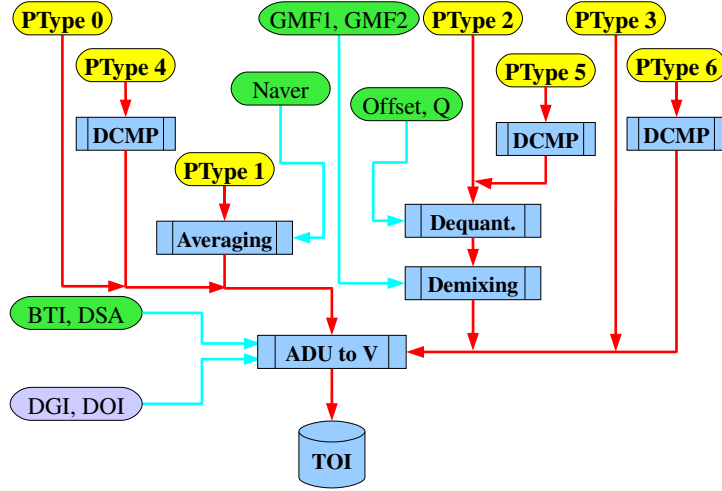 PType 0
GMF1, GMF2
PType 2
PType 3
PType 4
PType 5
PType 6
Naver
Offset, Q
DCMP
DCMP
DCMP
PType 1
Averaging
Dequant.
Demixing
BTI, DSA
ADU to V
DGI, DOI
TOI